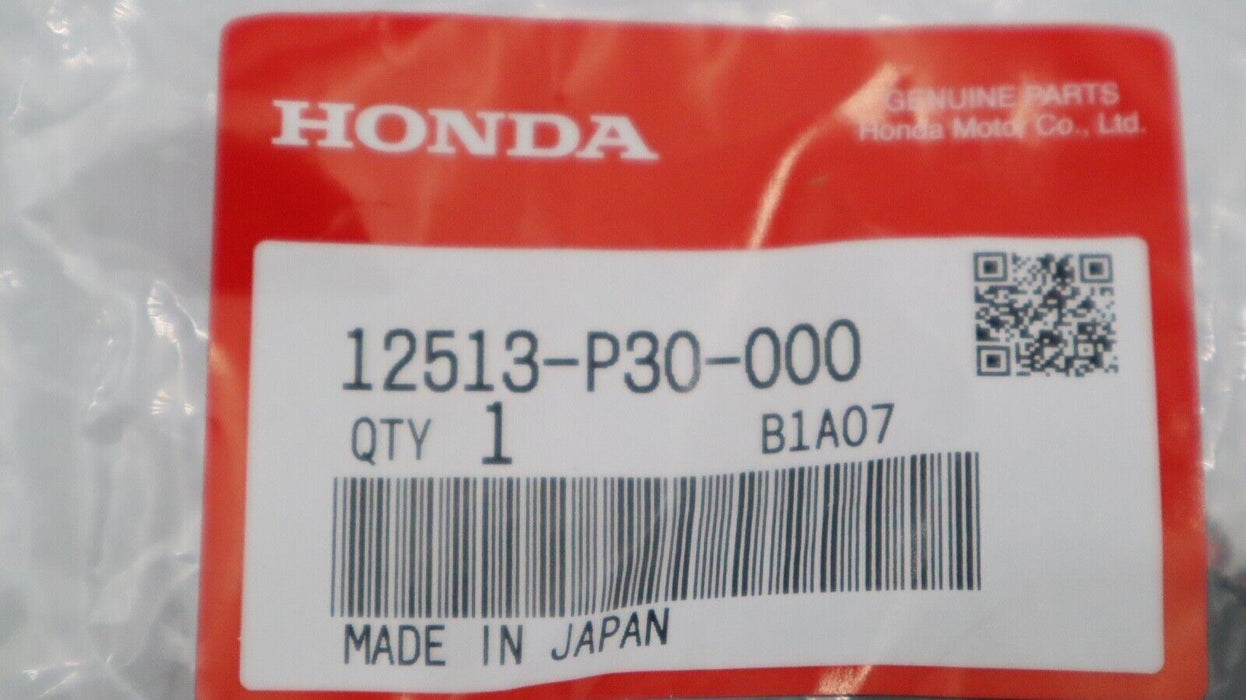 HONDA
GENUINE PARTS
Honda Motor Co., Ltd.
12513-P30-000
QTY 1
B1A07
MADE IN JAPAN